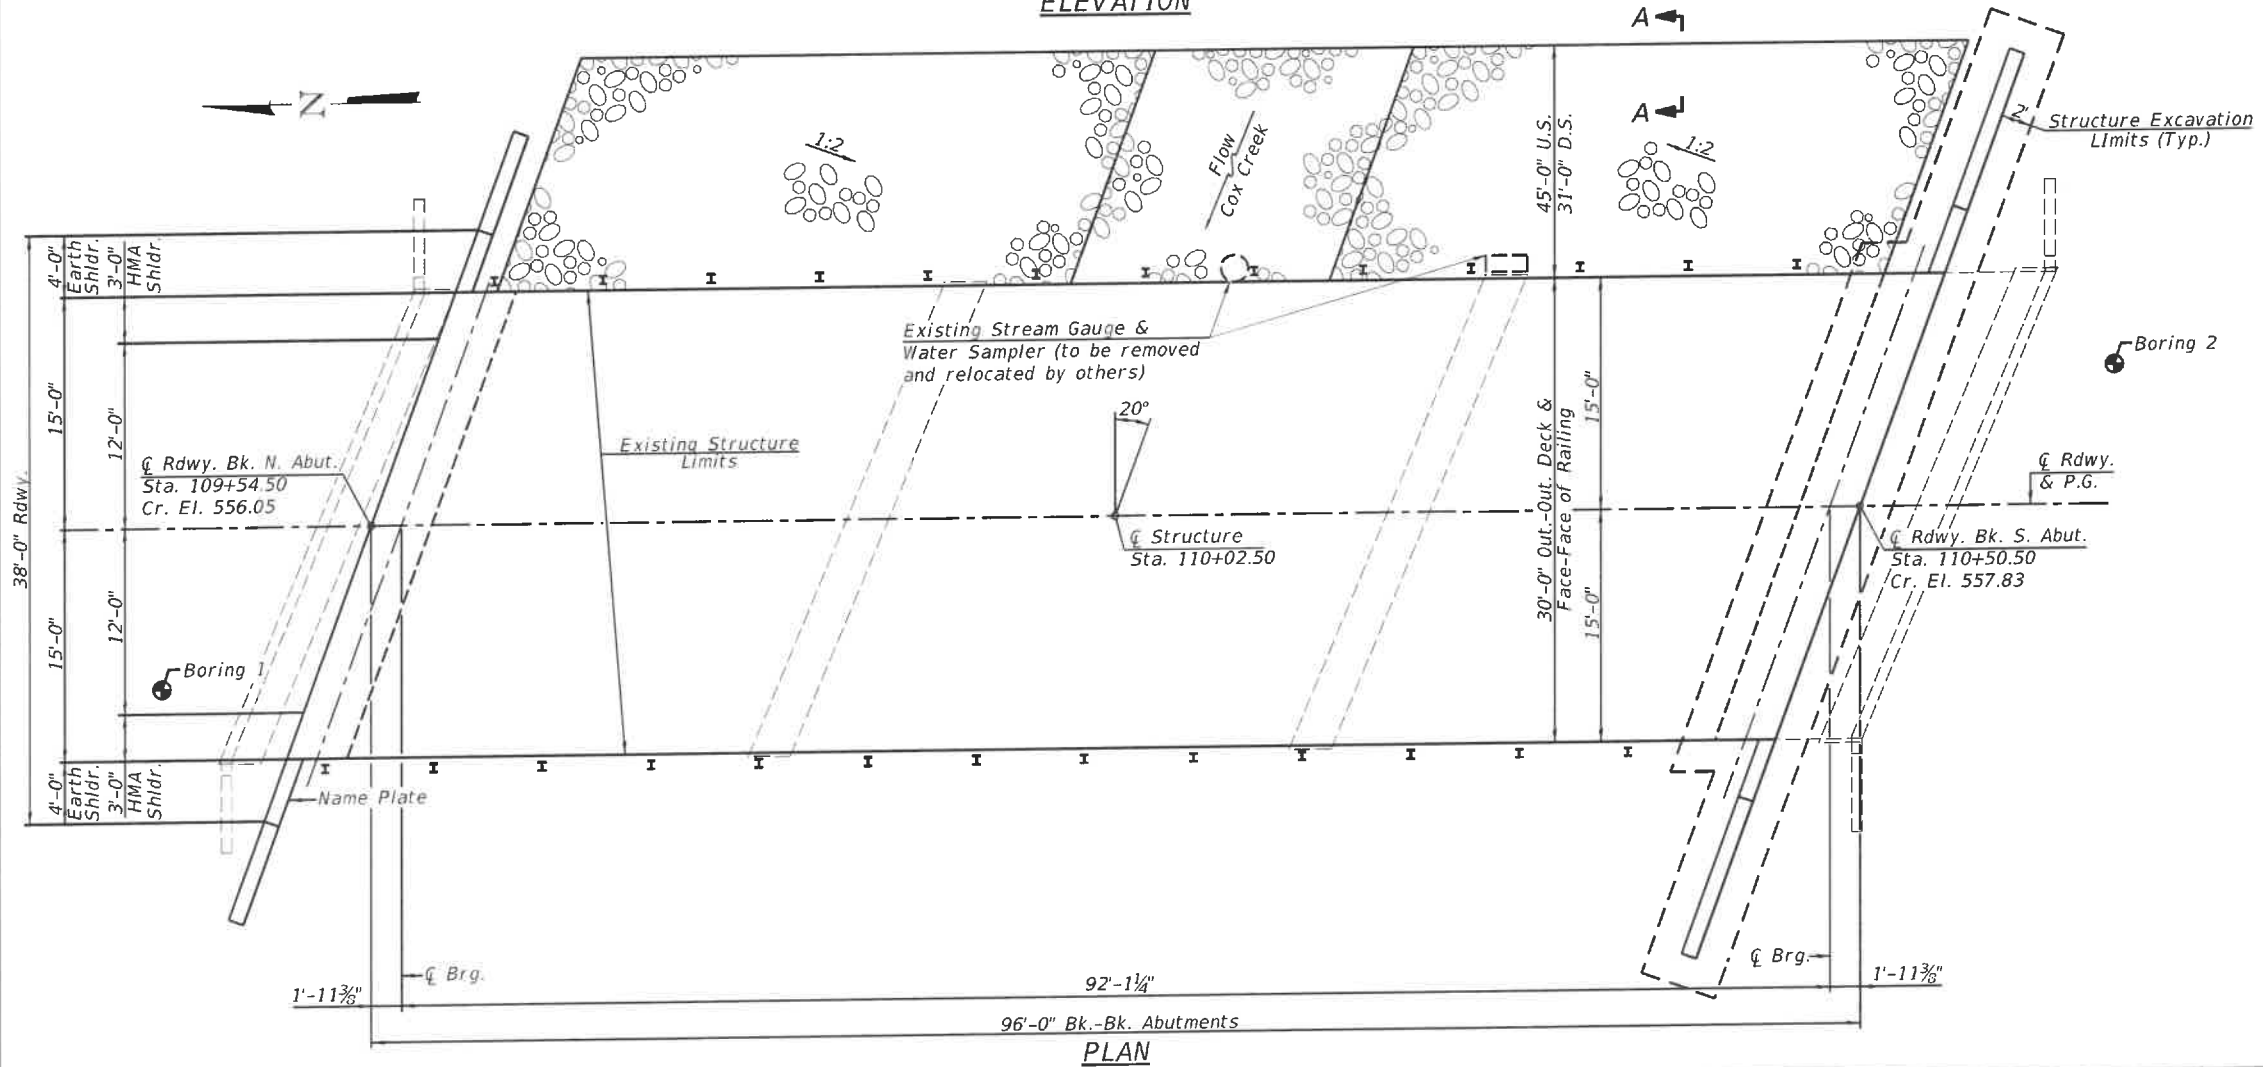 ELEVATION
A
A
Z
1:2
Flow
Cox Creek
45'-0" U.S.
31'-0" D.S.
1:2
2'
Structure Excavation
LImits (Typ.)
4'-0"
Earth
Shldr.
3'-0"
HMA
Shldr.
Existing Stream Gauge &
Water Sampler (to be removed
and relocated by others)
Boring 2
20°
15'-0"
12'-0"
Existing Structure
Limits
30'-0" Out.-Out. Deck &
Face-Face of Railing
15'-0"
15'-0"
℄ Rdwy. Bk. N. Abut.
Sta. 109+54.50
Cr. El. 556.05
℄ Rdwy.
& P.G.
38'-0" Rdwy.
℄ Structure
Sta. 110+02.50
℄ Rdwy. Bk. S. Abut.
Sta. 110+50.50
Cr. El. 557.83
15'-0"
12'-0"
Boring 1
4'-0"
Earth
Shldr.
3'-0"
HMA
Shldr.
Name Plate
℄ Brg.
℄ Brg.
1'-11⅜"
92'-1¼"
1'-11⅜"
96'-0" Bk.-Bk. Abutments
PLAN